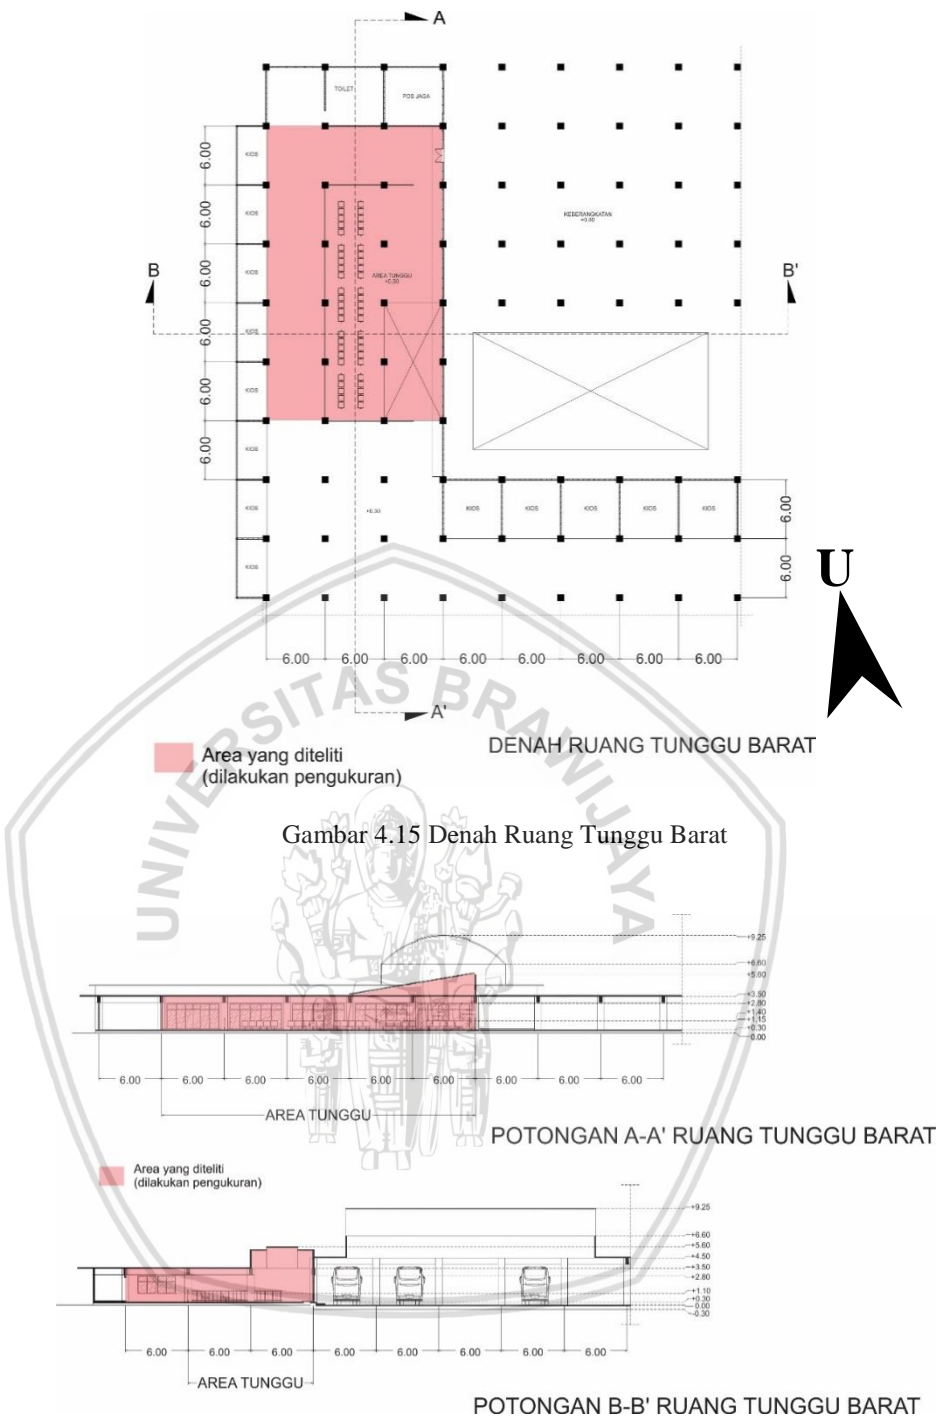 A
TOILET
POS JAGA
6.00
KIOS
6.00
KIOS
KEBERANGKATAN
6.00
KIOS
B
AREA TUNGGU
+0.30
B'
6.00
KIOS
6.00
KIOS
6.00
KIOS
KIOS
+0.30
KIOS
KIOS
KIOS
KIOS
KIOS
6.00
KIOS
6.00
U
6.00
6.00
6.00
6.00
6.00
6.00
6.00
6.00
A'
DENAH RUANG TUNGGU BARAT
Area yang diteliti
(dilakukan pengukuran)
UNIVERSITAS BRAWIJAYA
Gambar 4.15 Denah Ruang Tunggu Barat
+9.25
+6.60
+5.60
+3.50
+2.80
+1.40
+1.15
+0.30
0.00
6.00
6.00
6.00
6.00
6.00
6.00
6.00
6.00
6.00
AREA TUNGGU
POTONGAN A-A' RUANG TUNGGU BARAT
Area yang diteliti
(dilakukan pengukuran)
+9.25
+6.60
+5.60
+4.50
+3.50
+2.80
+1.10
+0.30
0.00
-0.30
6.00
6.00
6.00
6.00
6.00
6.00
6.00
6.00
AREA TUNGGU
POTONGAN B-B' RUANG TUNGGU BARAT